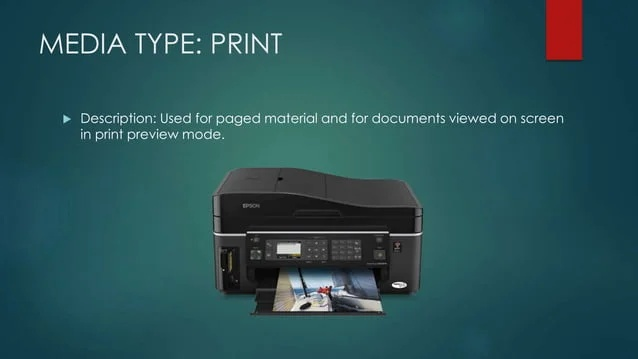 MEDIA TYPE: PRINT
Description: Used for paged material and for documents viewed on screen
in print preview mode.
EPSON